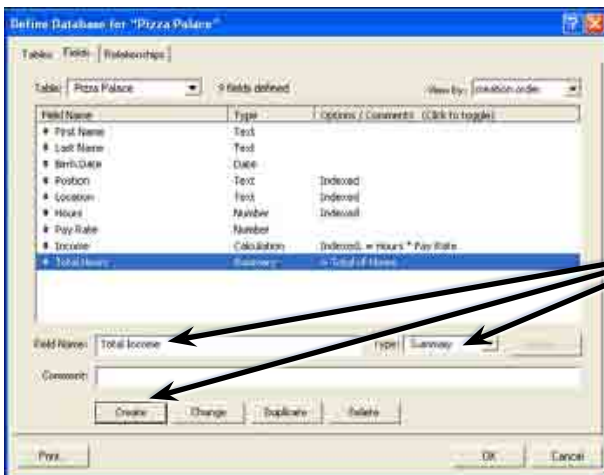 Define Database for "Pizza Palace"
Tables Fields Relationships
Table: Pizza Palace 9 fields defined View by: creation order
Field Name Type Options / Comments (Click to toggle)
First Name Text
Last Name Text
Birth Date Date
Postion Text Indexed
Location Text Indexed
Hours Number Indexed
Pay Rate Number
Income Calculation Indexed, = Hours * Pay Rate
Total Hours Summary = Total of Hours
Field Name: Total Income Type: Summary
Comment:
Create Change Duplicate Delete
Print... OK Cancel